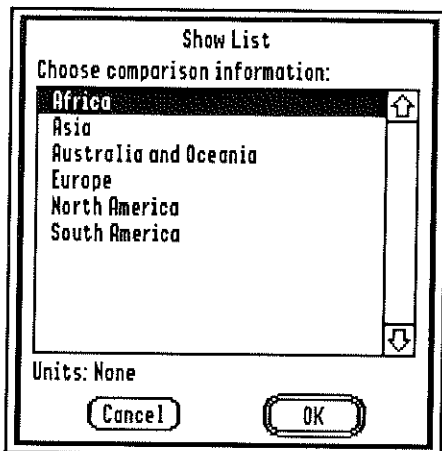 Show List
Choose comparison information:
Africa
Asia
Australia and Oceania
Europe
North America
South America
Units: None
Cancel OK